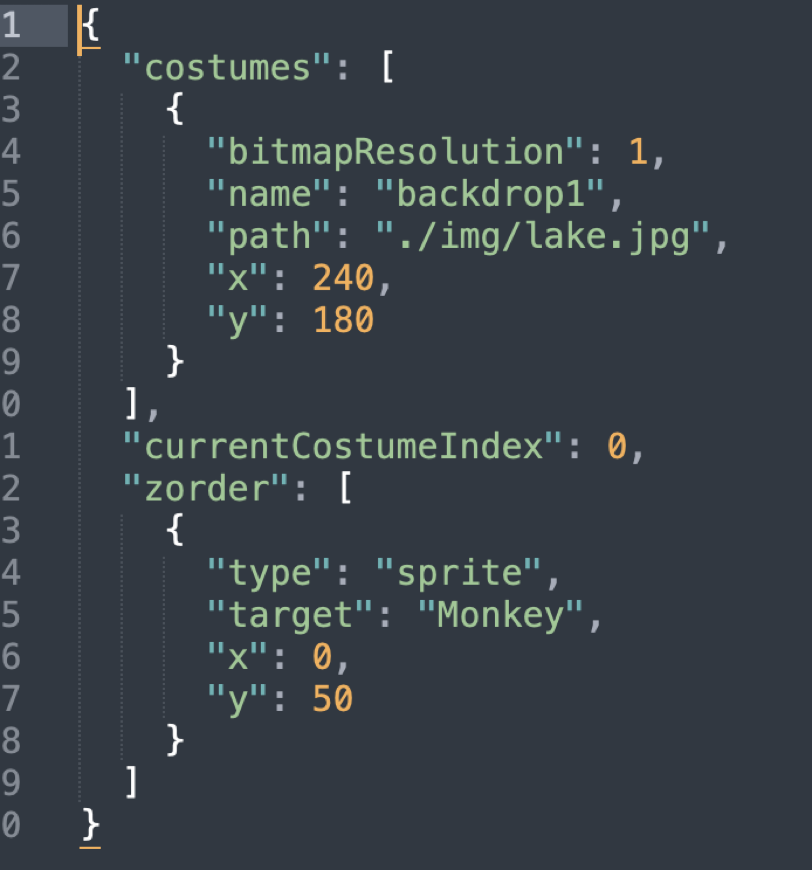 1 {
2   "costumes": [
3     {
4       "bitmapResolution": 1,
5       "name": "backdrop1",
6       "path": "./img/lake.jpg",
7       "x": 240,
8       "y": 180
9     }
0   ],
1   "currentCostumeIndex": 0,
2   "zorder": [
3     {
4       "type": "sprite",
5       "target": "Monkey",
6       "x": 0,
7       "y": 50
8     }
9   ]
0 }